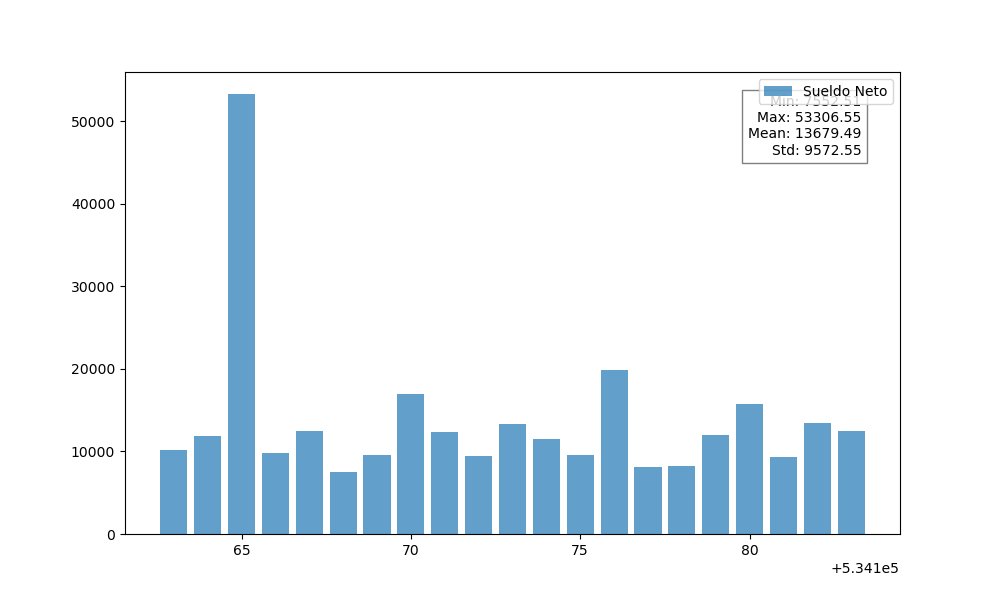 Sueldo Neto
Min: 7552.51
Max: 53306.55
Mean: 13679.49
Std: 9572.55
50000
40000
30000
20000
10000
0
65 70 75 80
+5.341e5